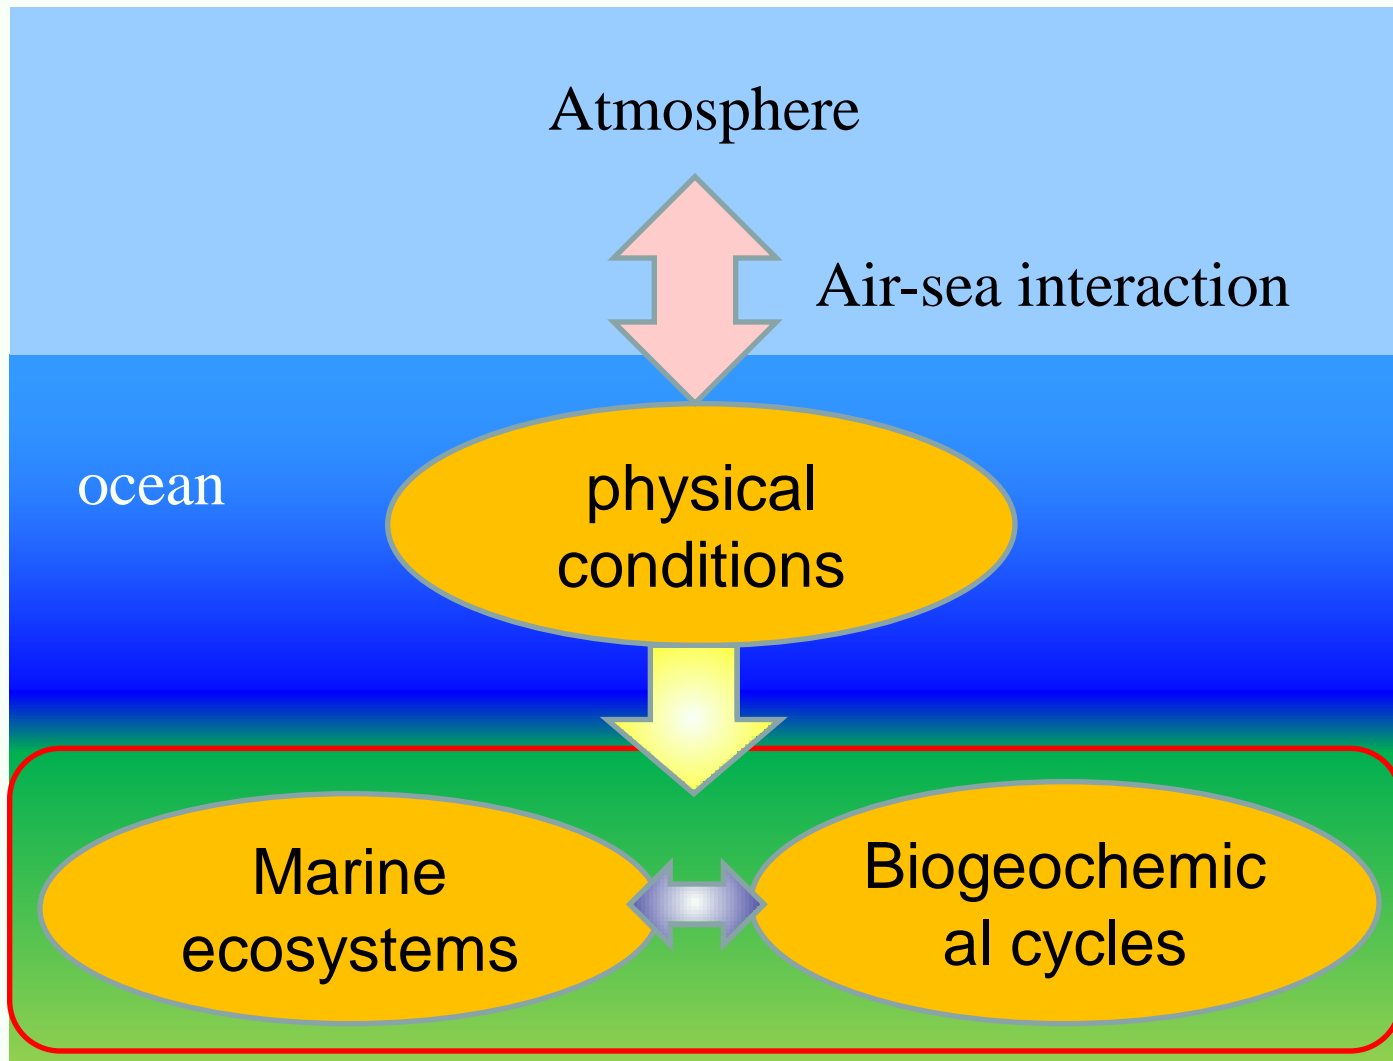 Atmosphere
Air-sea interaction
ocean
physical
conditions
Marine
ecosystems
Biogeochemic
al cycles